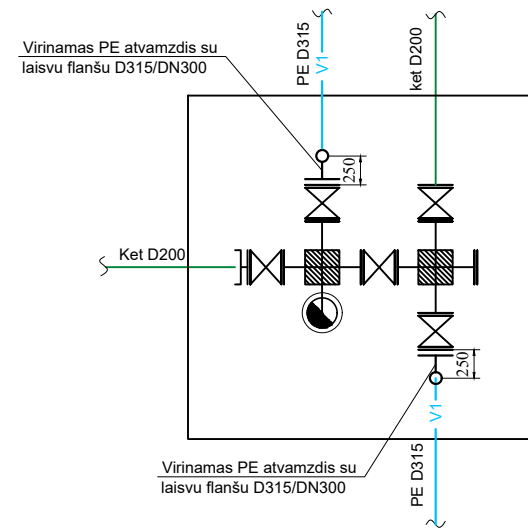 Virinamas PE atvamzdis su
laisvu flanšu D315/DN300
PE D315
V1
ket D200
250
Ket D200
250
V1
PE D315
Virinamas PE atvamzdis su
laisvu flanšu D315/DN300